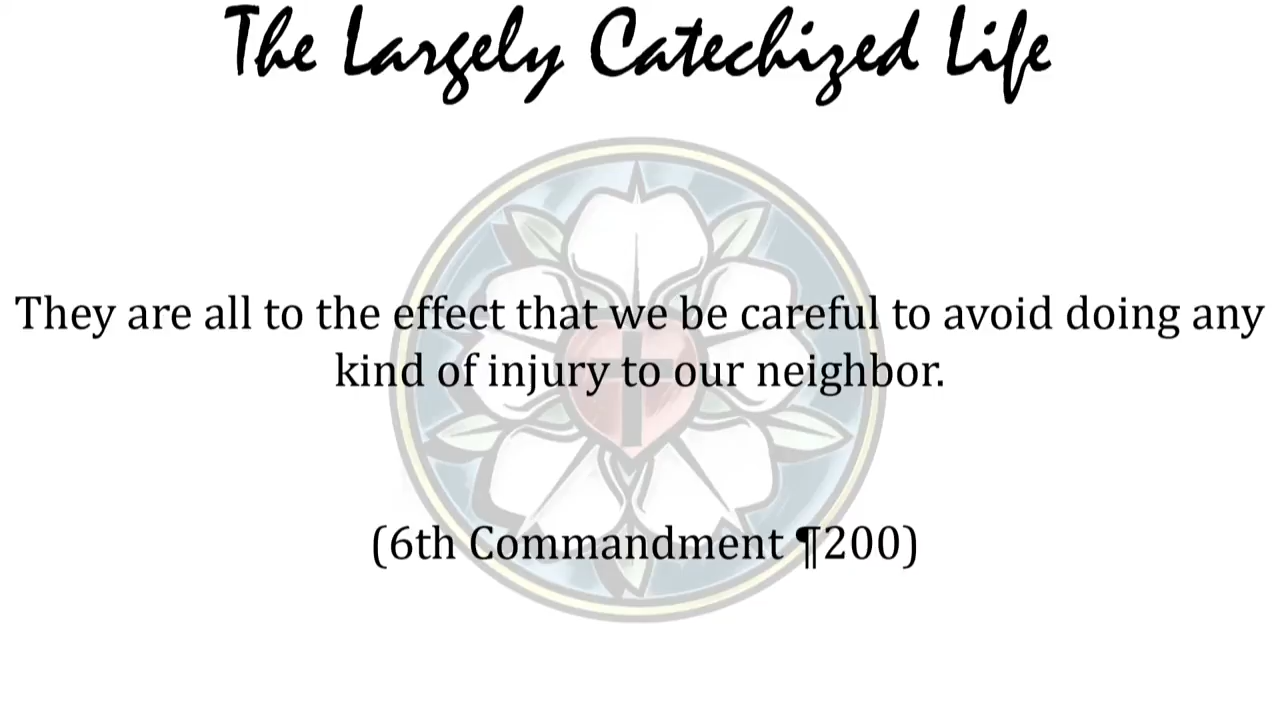 The Largely Catechized Life
They are all to the effect that we be careful to avoid doing any
kind of injury to our neighbor.
(6th Commandment ¶200)